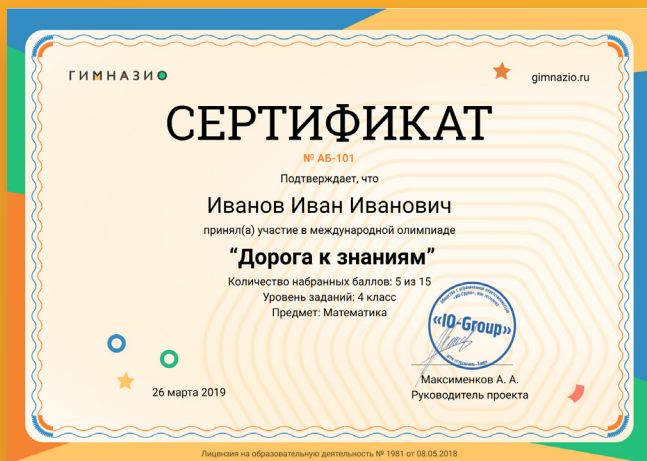 ГИМНАЗИО
gimnazio.ru
СЕРТИФИКАТ
№ АБ-101
Подтверждает, что
Иванов Иван Иванович
принял(а) участие в международной олимпиаде
“Дорога к знаниям”
Количество набранных баллов: 5 из 15
Уровень заданий: 4 класс
Предмет: Математика
«IQ-Group»
26 марта 2019
Максименков А. А.
Руководитель проекта
Лицензия на образовательную деятельность № 1981 от 08.05.2018